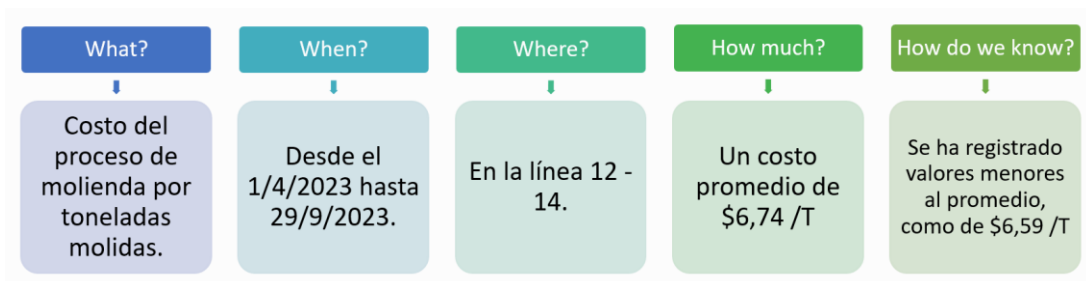 What?
Costo del
proceso de
molienda por
toneladas
molidas.
When?
Desde el
1/4/2023 hasta
29/9/2023.
Where?
En la línea 12 -
14.
How much?
Un costo
promedio de
$6,74 /T
How do we know?
Se ha registrado
valores menores
al promedio,
como de $6,59 /T